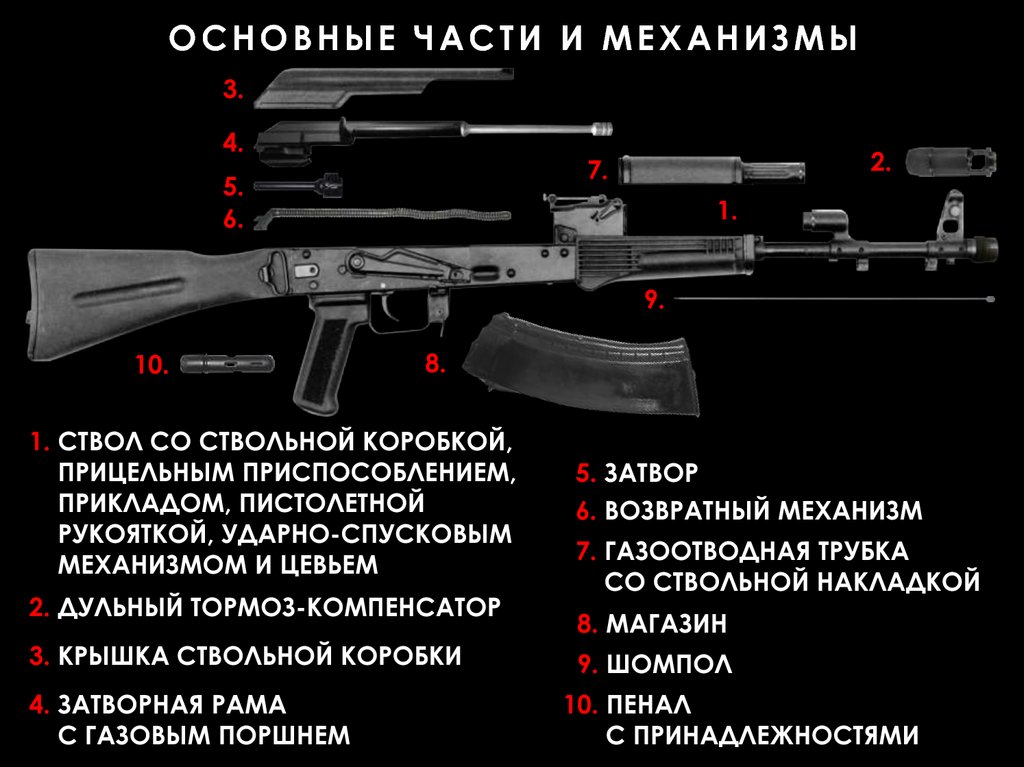 ОСНОВНЫЕ ЧАСТИ И МЕХАНИЗМЫ
3.
4.
7.
2.
5.
6.
1.
9.
10.
8.
1. СТВОЛ СО СТВОЛЬНОЙ КОРОБКОЙ,
ПРИЦЕЛЬНЫМ ПРИСПОСОБЛЕНИЕМ,
ПРИКЛАДОМ, ПИСТОЛЕТНОЙ
РУКОЯТКОЙ, УДАРНО-СПУСКОВЫМ
МЕХАНИЗМОМ И ЦЕВЬЕМ
2. ДУЛЬНЫЙ ТОРМОЗ-КОМПЕНСАТОР
3. КРЫШКА СТВОЛЬНОЙ КОРОБКИ
4. ЗАТВОРНАЯ РАМА
С ГАЗОВЫМ ПОРШНЕМ
5. ЗАТВОР
6. ВОЗВРАТНЫЙ МЕХАНИЗМ
7. ГАЗООТВОДНАЯ ТРУБКА
СО СТВОЛЬНОЙ НАКЛАДКОЙ
8. МАГАЗИН
9. ШОМПОЛ
10. ПЕНАЛ
С ПРИНАДЛЕЖНОСТЯМИ